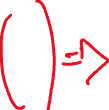 () =>